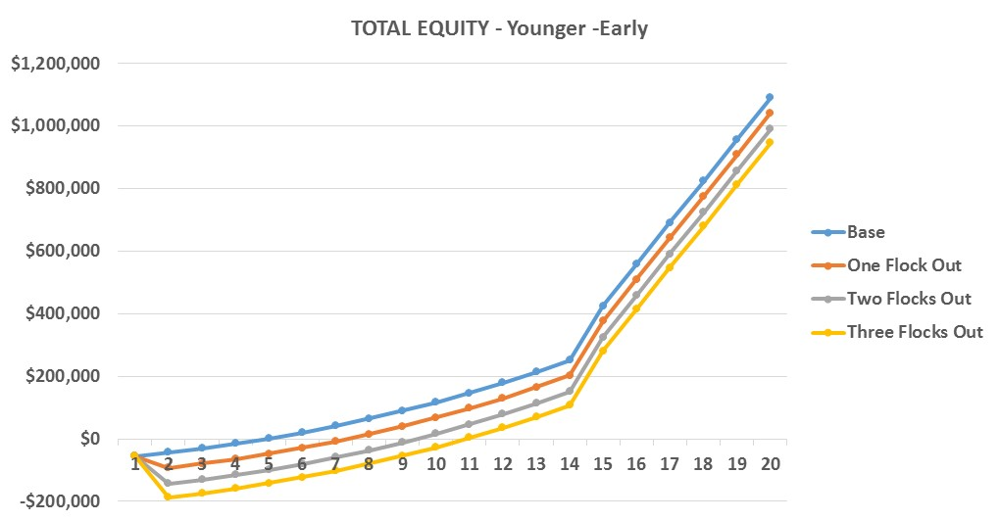 TOTAL EQUITY - Younger -Early
$1,200,000
$1,000,000
$800,000
$600,000
$400,000
$200,000
$0
-$200,000
1 2 3 4 5 6 7 8 9 10 11 12 13 14 15 16 17 18 19 20
Base
One Flock Out
Two Flocks Out
Three Flocks Out